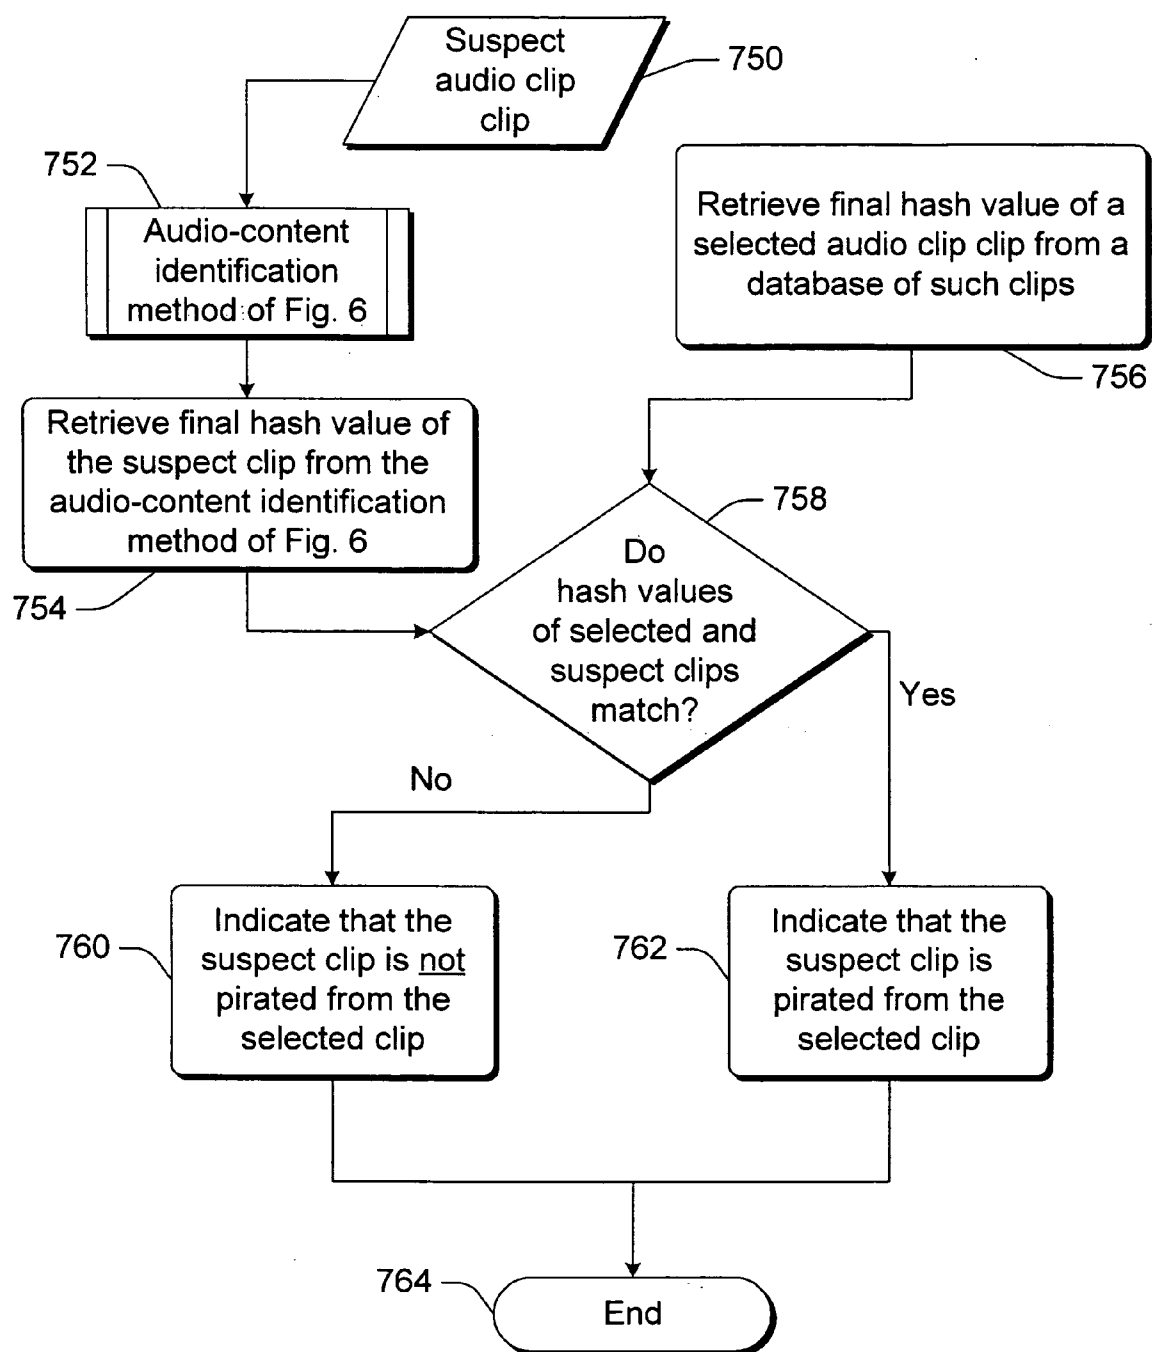 Suspect
audio clip
clip
750
752
Audio-content
identification
method of Fig. 6
Retrieve final hash value of a
selected audio clip clip from a
database of such clips
756
Retrieve final hash value of
the suspect clip from the
audio-content identification
method of Fig. 6
754
758
Do
hash values
of selected and
suspect clips
match?
Yes
No
760
Indicate that the
suspect clip is not
pirated from the
selected clip
762
Indicate that the
suspect clip is
pirated from the
selected clip
764
End